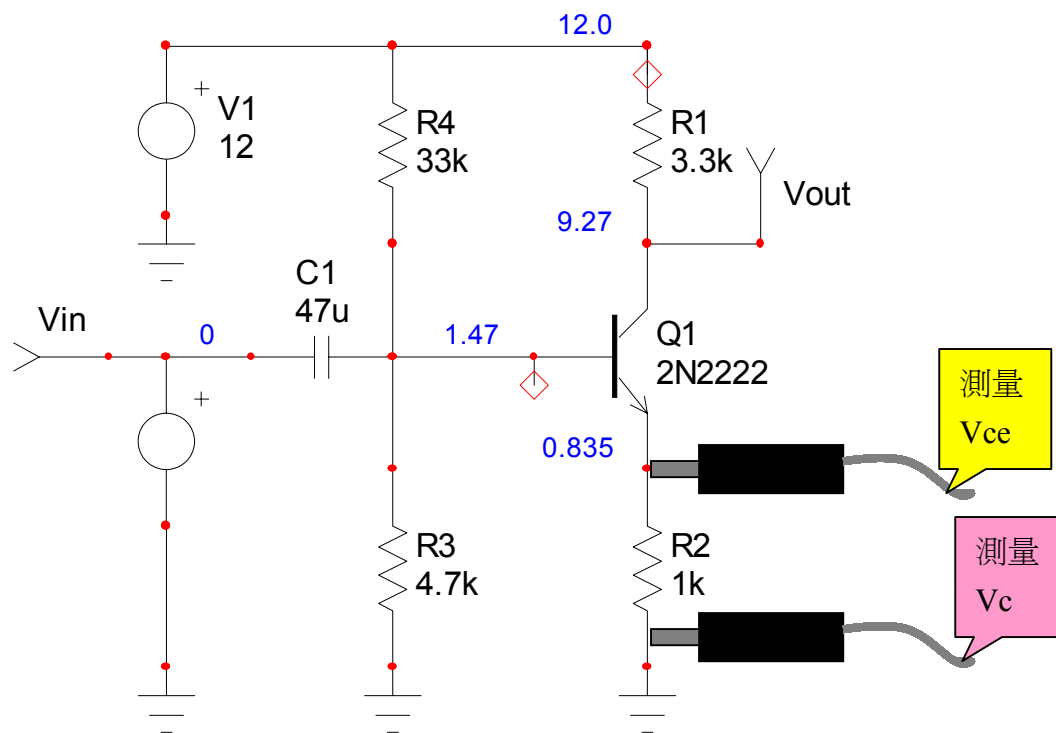 12.0
+
V1
12
R4
33k
R1
3.3k
Vout
9.27
C1
47u
Vin
0
1.47
Q1
2N2222
+
0.835
測量
Vce
R3
4.7k
R2
1k
測量
Vc